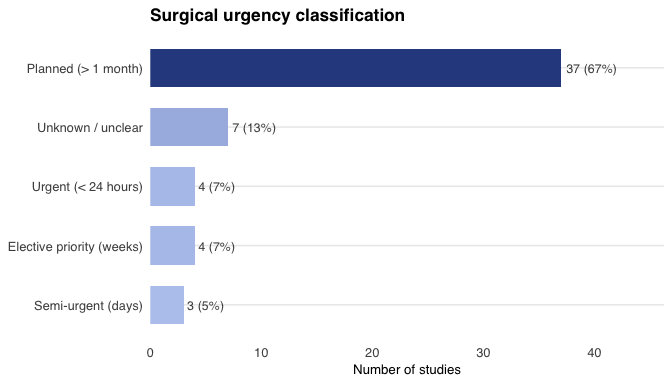 Surgical urgency classification
Planned (> 1 month)
37 (67%)
Unknown / unclear
7 (13%)
Urgent (< 24 hours)
4 (7%)
Elective priority (weeks)
4 (7%)
Semi-urgent (days)
3 (5%)
0 10 20 30 40
Number of studies